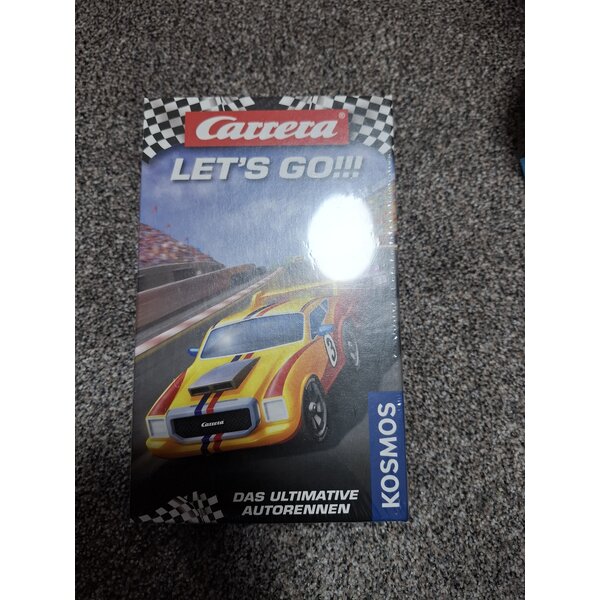 Carrera®
LET'S GO!!!
Carrera
DAS ULTIMATIVE
AUTORENNEN
KOSMOS